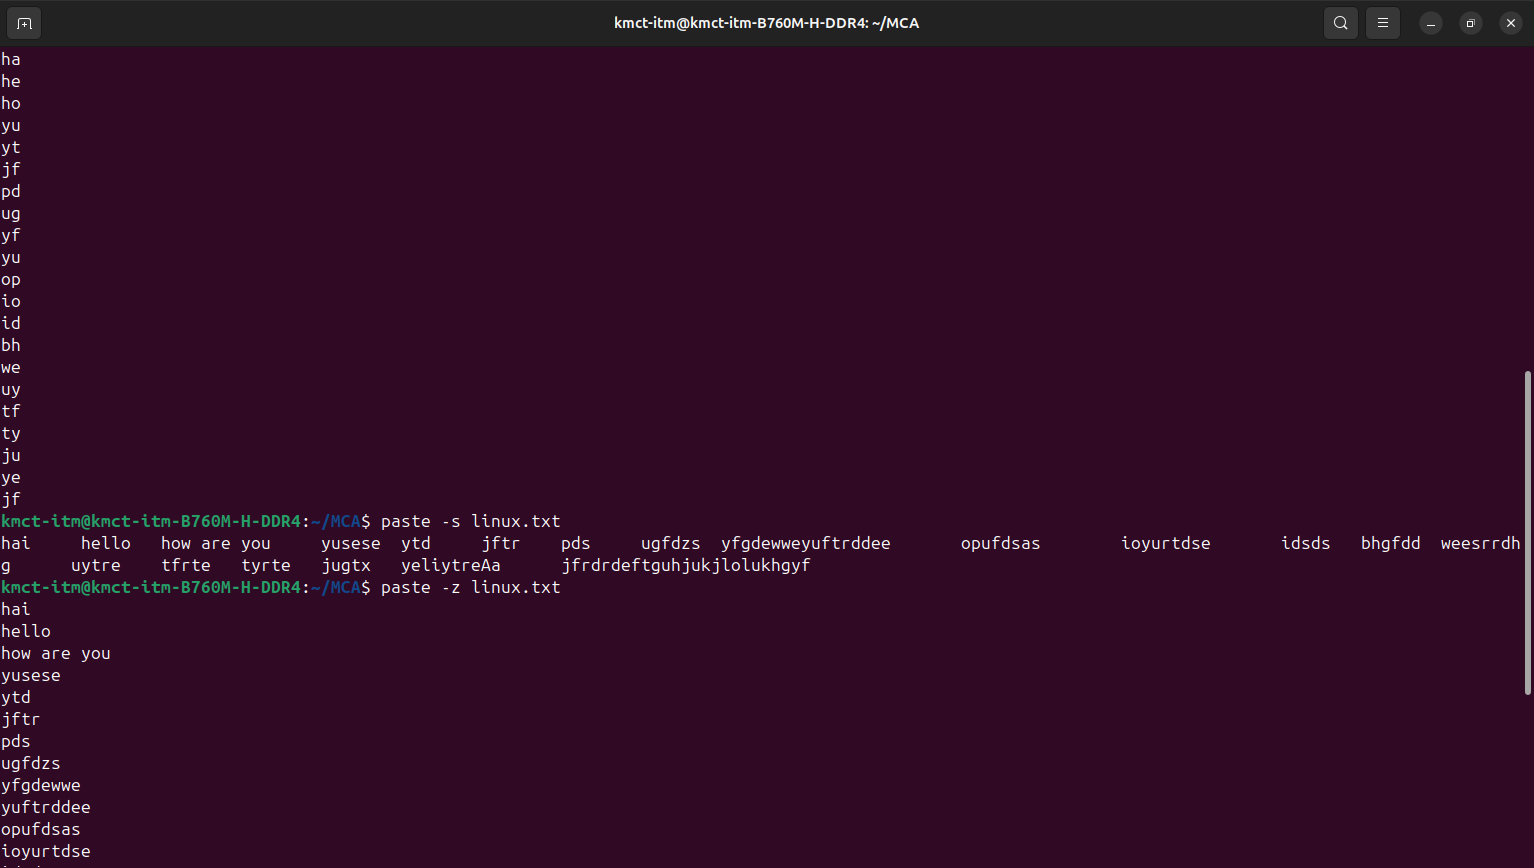 kmct-itm@kmct-itm-B760M-H-DDR4: ~/MCA
ha
he
ho
yu
yt
jf
pd
ug
yf
yu
op
io
id
bh
we
uy
tf
ty
ju
ye
jf
kmct-itm@kmct-itm-B760M-H-DDR4:~/MCA$ paste -s linux.txt
hai     hello   how are you     yusese  ytd     jftr    pds     ugfdzs  yfgdewweyuftrddee       opufdsas        ioyurtdse       idsds   bhgfdd  weesrrdh
g      uytre    tfrte   tyrte   jugtx   yeliytreAa      jfrdrdeftguhjukjlolukhgyf
kmct-itm@kmct-itm-B760M-H-DDR4:~/MCA$ paste -z linux.txt
hai
hello
how are you
yusese
ytd
jftr
pds
ugfdzs
yfgdewwe
yuftrddee
opufdsas
ioyurtdse